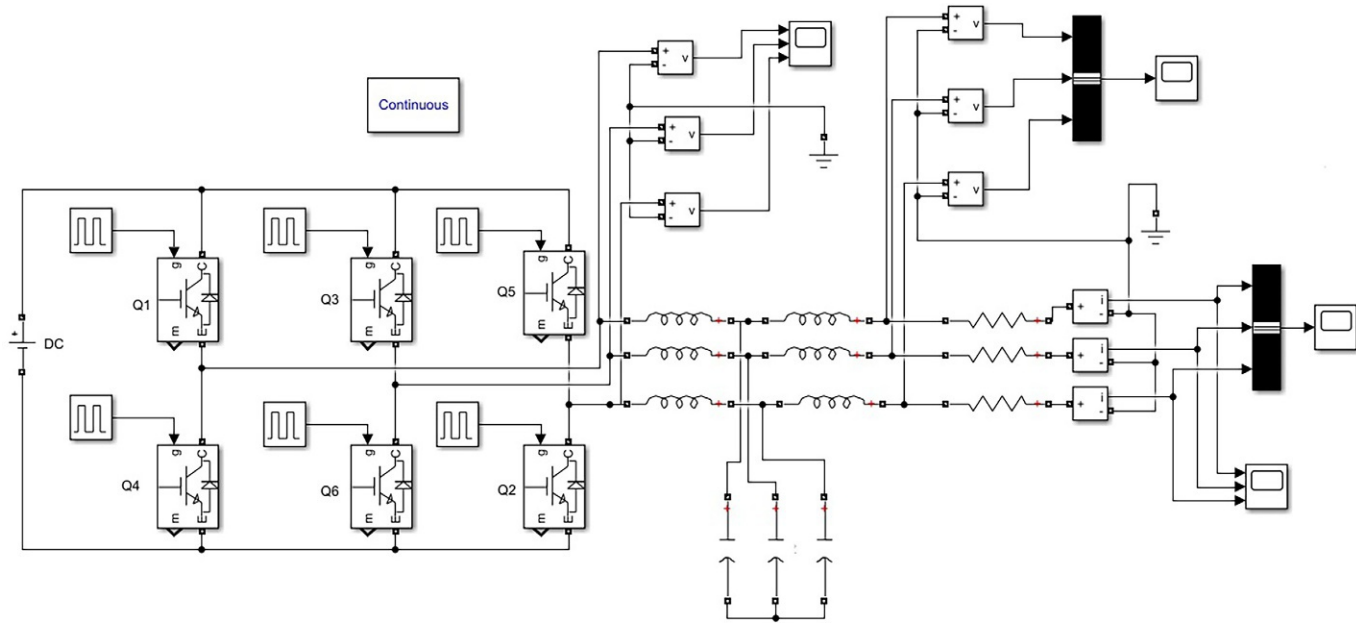 Continuous
+
-
v
+
-
v
+
-
v
+
-
v
+
-
v
+
-
v
g
C
m
E
Q1
g
C
m
E
Q3
g
C
m
E
Q5
+
DC
+
+
+
+
+
-
i
+
+
+
+
-
i
+
+
+
+
-
i
g
C
m
E
Q4
g
C
m
E
Q6
g
C
m
E
Q2
+
+
+